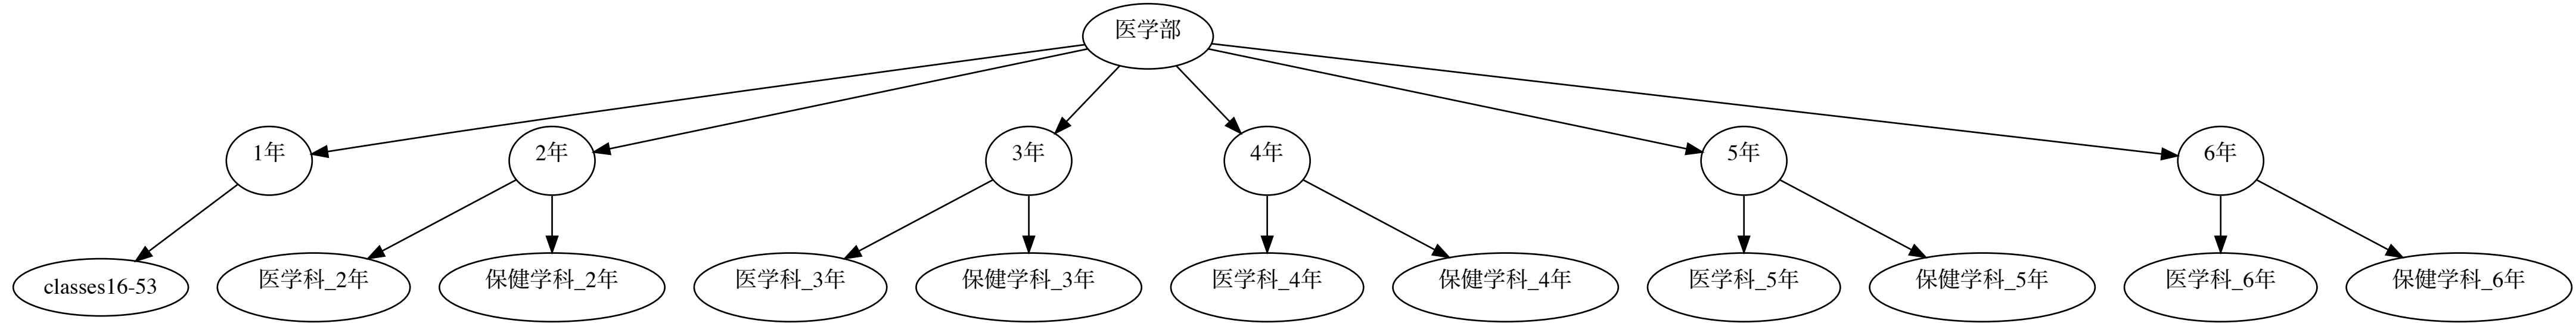 医学部
1年
2年
3年
4年
5年
6年
classes16-53
医学科_2年
保健学科_2年
医学科_3年
保健学科_3年
医学科_4年
保健学科_4年
医学科_5年
保健学科_5年
医学科_6年
保健学科_6年